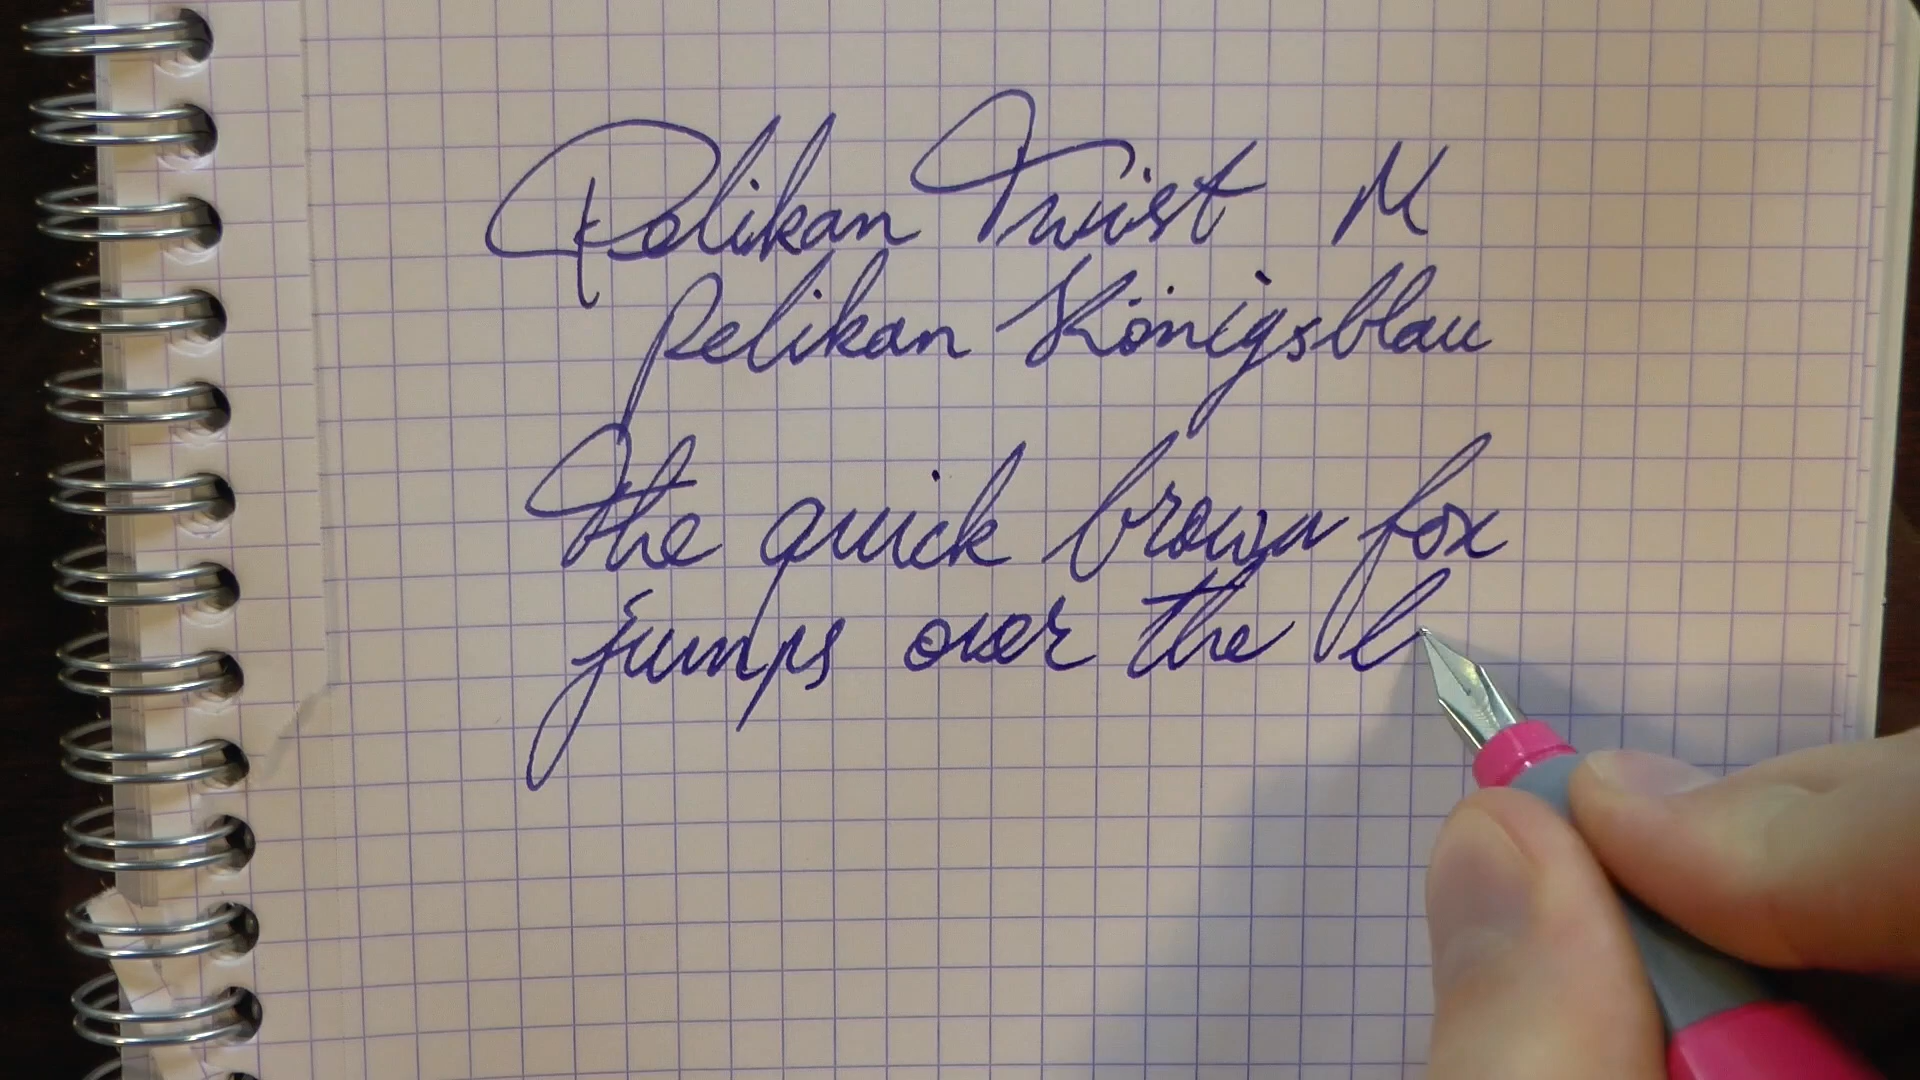 Pelikan Twist M
Pelikan Königsblau
The quick brown fox
jumps over the l